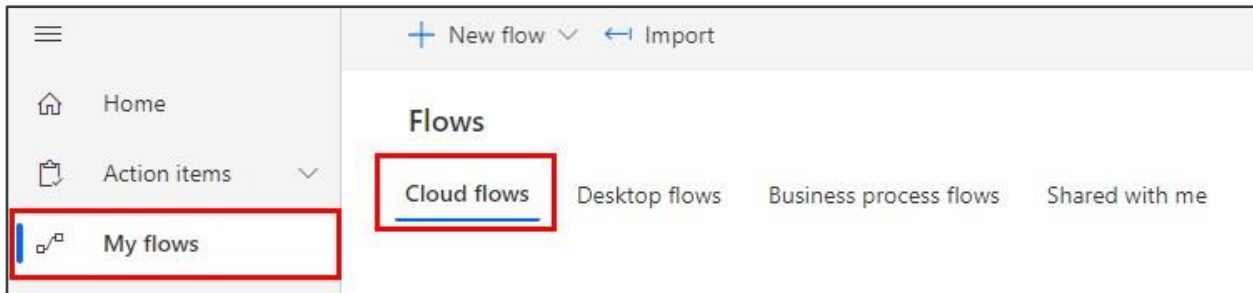 New flow Import
Home
Flows
Action items
Cloud flows Desktop flows Business process flows Shared with me
My flows